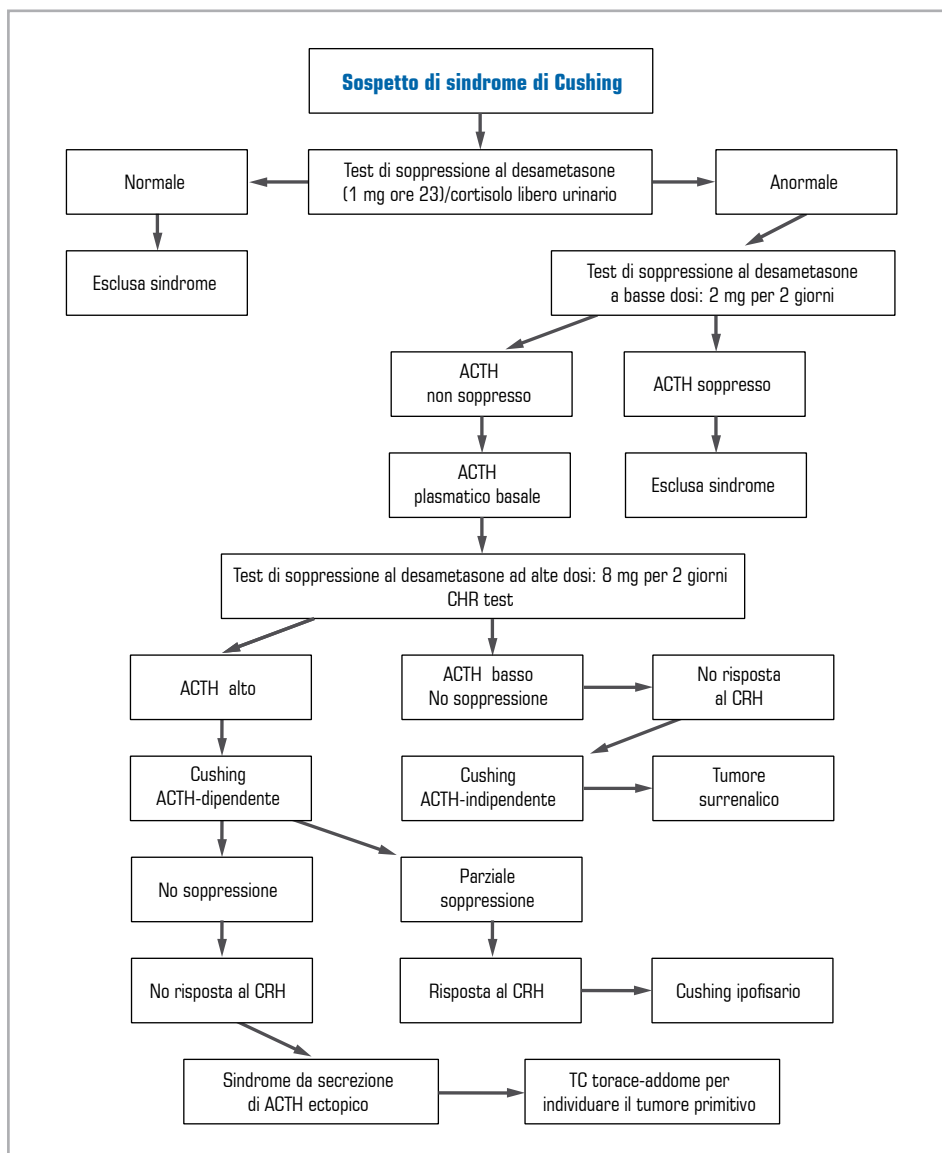 Sospetto di sindrome di Cushing
Normale
Test di soppressione al desametasone
(1 mg ore 23)/cortisolo libero urinario
Anormale
Esclusa sindrome
Test di soppressione al desametasone
a basse dosi: 2 mg per 2 giorni
ACTH
non soppresso
ACTH soppresso
ACTH
plasmatico basale
Esclusa sindrome
Test di soppressione al desametasone ad alte dosi: 8 mg per 2 giorni
CHR test
ACTH alto
ACTH basso
No soppressione
No risposta
al CRH
Cushing
ACTH-dipendente
Cushing
ACTH-indipendente
Tumore
surrenalico
No soppressione
Parziale
soppressione
No risposta al CRH
Risposta al CRH
Cushing ipofisario
Sindrome da secrezione
di ACTH ectopico
TC torace-addome per
individuare il tumore primitivo